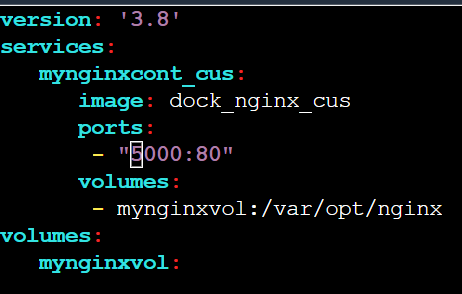 version: '3.8'
services:
   mynginxcont_cus:
      image: dock_nginx_cus
      ports:
       - "5000:80"
      volumes:
       - mynginxvol:/var/opt/nginx
volumes:
   mynginxvol: